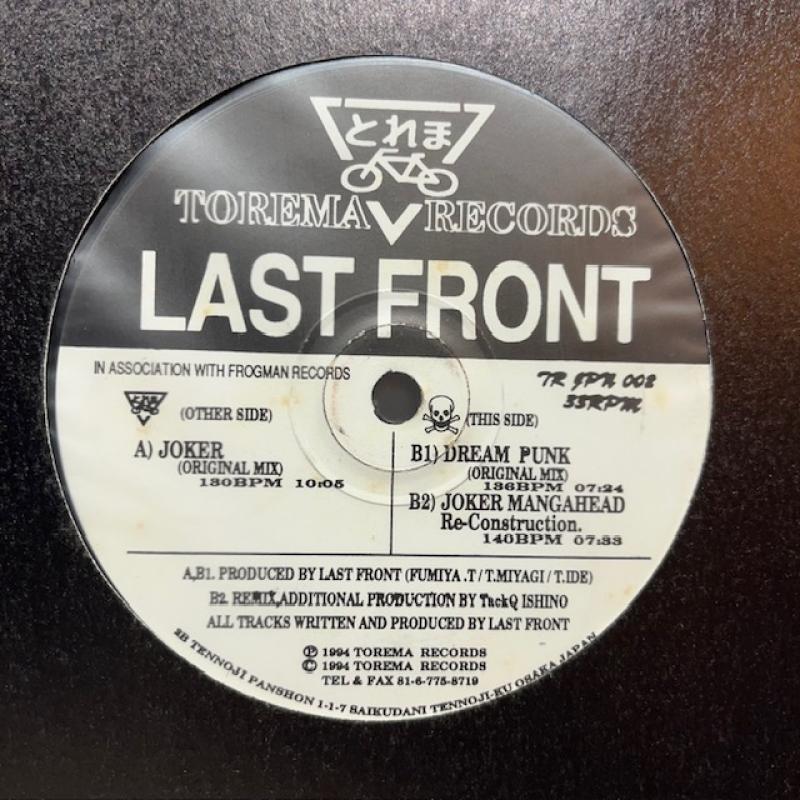 とれま
TOREMA RECORDS
LAST FRONT
IN ASSOCIATION WITH FROGMAN RECORDS
TR JPN 002
33RPM
とれま
(OTHER SIDE)
A) JOKER
(ORIGINAL MIX)
130BPM 10:05
(THIS SIDE)
B1) DREAM PUNK
(ORIGINAL MIX)
136BPM 07:24
B2) JOKER MANGAHEAD
Re-Construction.
140BPM 07:33
A,B1. PRODUCED BY LAST FRONT (FUMIYA .T / T.MIYAGI / T.IDE)
B2. REMIX,ADDITIONAL PRODUCTION BY TackQ ISHINO
ALL TRACKS WRITTEN AND PRODUCED BY LAST FRONT
℗ 1994 TOREMA RECORDS
© 1994 TOREMA RECORDS
TEL & FAX 81-6-775-8719
2B TENNOJI PANSHON 1-1-7 SAIKUDANI TENNOJI-KU OSAKA JAPAN